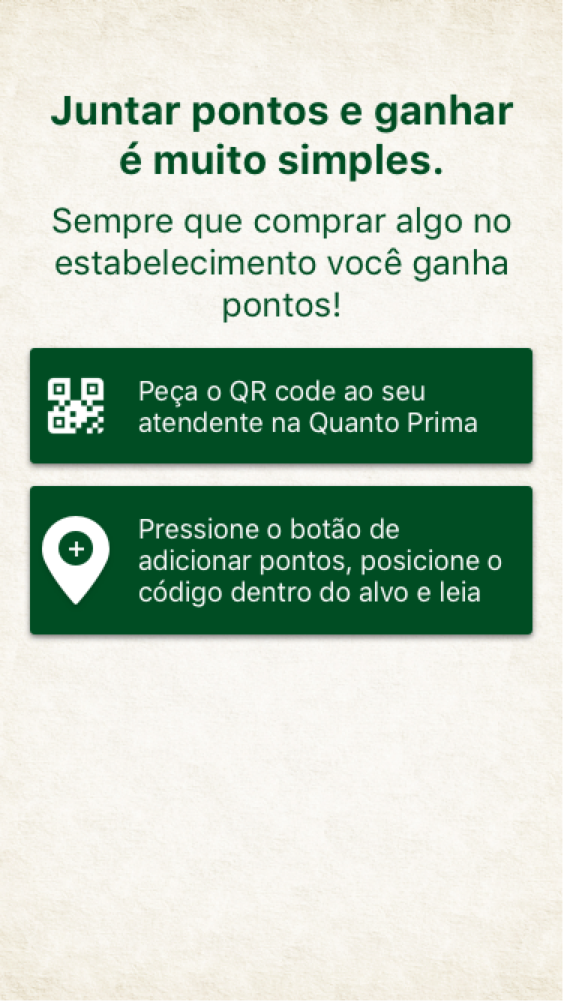 Juntar pontos e ganhar
é muito simples.
Sempre que comprar algo no
estabelecimento você ganha
pontos!
Peça o QR code ao seu
atendente na Quanto Prima
Pressione o botão de
adicionar pontos, posicione o
código dentro do alvo e leia